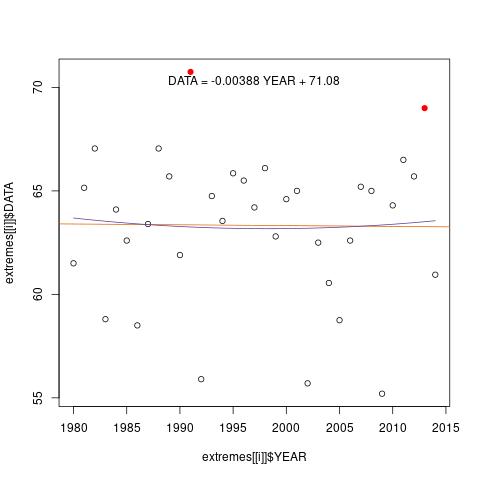 DATA = -0.00388 YEAR + 71.08
70
65
60
55
extremes[[i]]$DATA
1980 1985 1990 1995 2000 2005 2010 2015
extremes[[i]]$YEAR